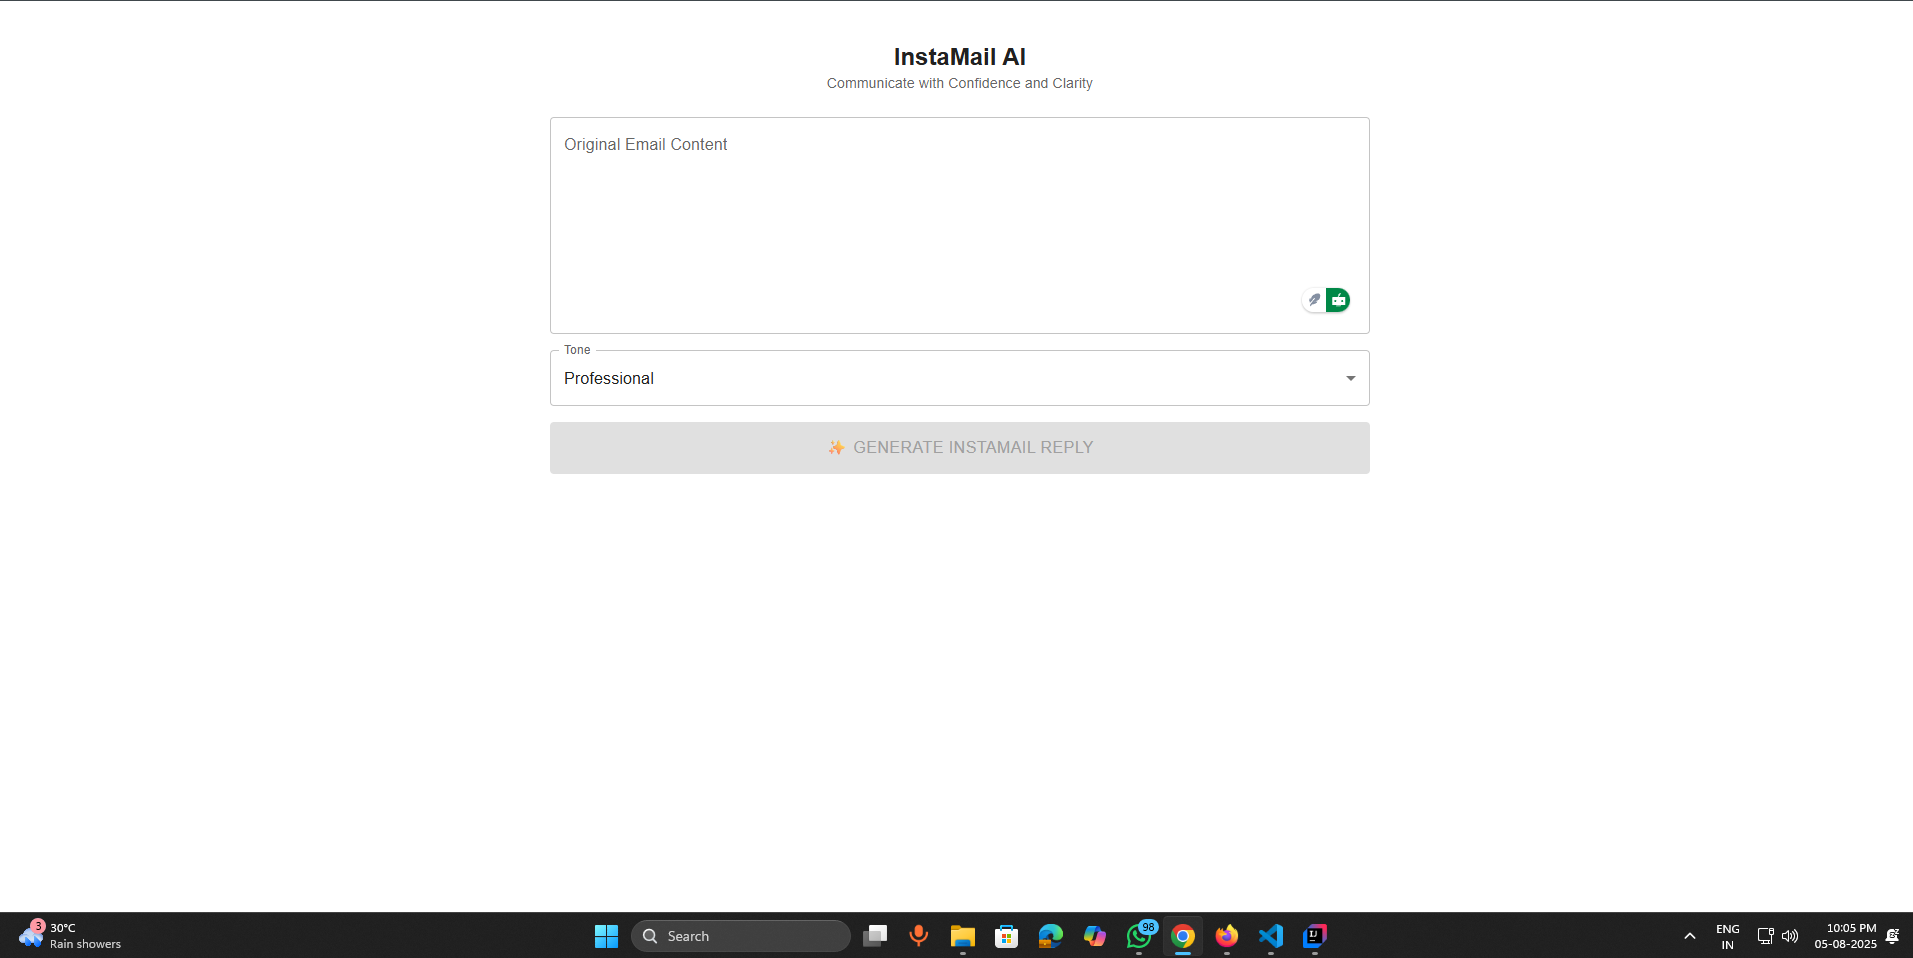 InstaMail AI
Communicate with Confidence and Clarity
Original Email Content
Tone
Professional
✨ GENERATE INSTAMAIL REPLY
3
30°C
Rain showers
Search
98
IJ
ENG
IN
10:05 PM
05-08-2025